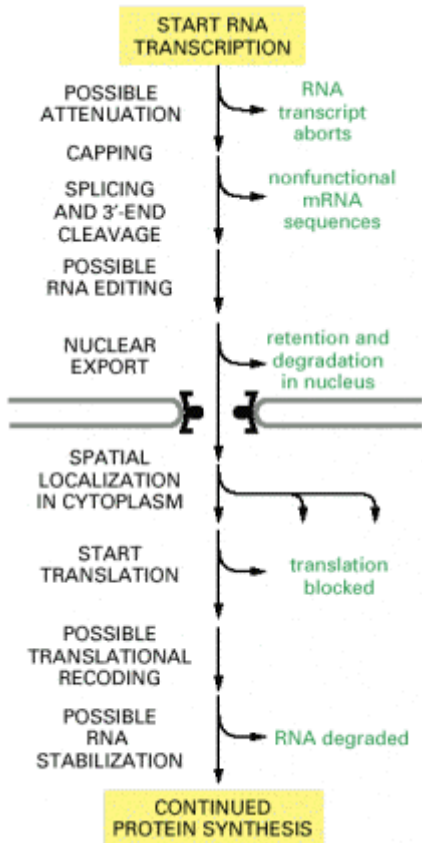 START RNA
TRANSCRIPTION
POSSIBLE
ATTENUATION
RNA
transcript
aborts
CAPPING
SPLICING
AND 3'-END
CLEAVAGE
nonfunctional
mRNA
sequences
POSSIBLE
RNA EDITING
NUCLEAR
EXPORT
retention and
degradation
in nucleus
SPATIAL
LOCALIZATION
IN CYTOPLASM
START
TRANSLATION
translation
blocked
POSSIBLE
TRANSLATIONAL
RECODING
POSSIBLE
RNA
STABILIZATION
RNA degraded
CONTINUED
PROTEIN SYNTHESIS